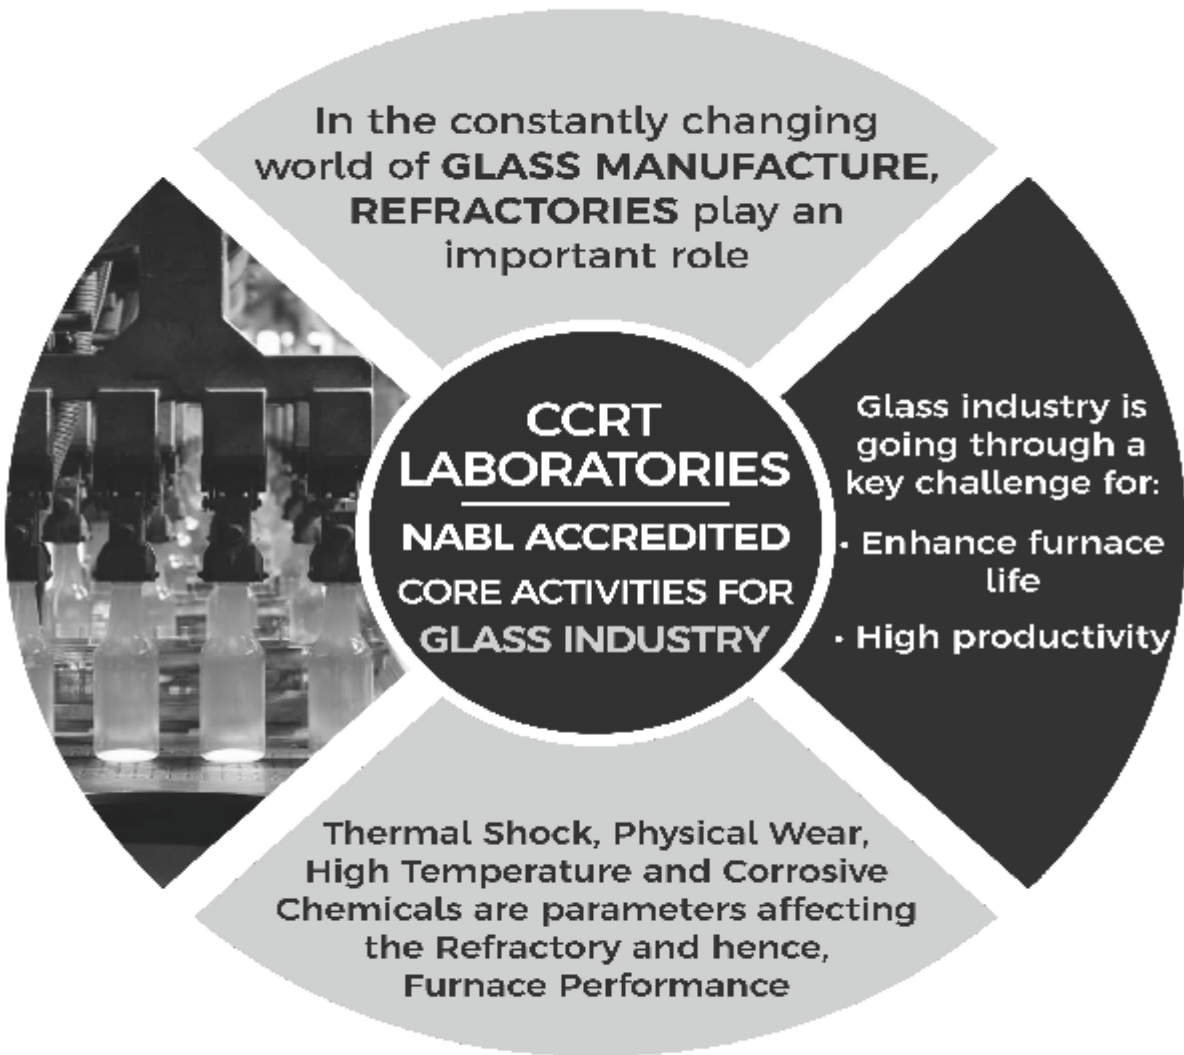 In the constantly changing
world of GLASS MANUFACTURE,
REFRACTORIES play an
important role
CCRT
LABORATORIES
NABL ACCREDITED
CORE ACTIVITIES FOR
GLASS INDUSTRY
Glass industry is
going through a
key challenge for:
· Enhance furnace
life
· High productivity
Thermal Shock, Physical Wear,
High Temperature and Corrosive
Chemicals are parameters affecting
the Refractory and hence,
Furnace Performance